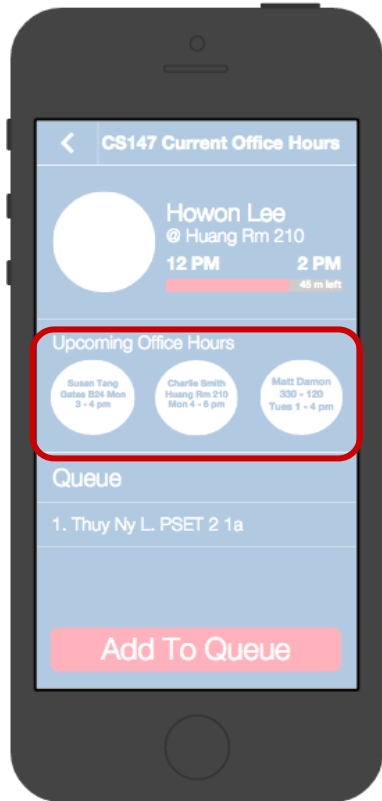 CS147 Current Office Hours
Howon Lee
@ Huang Rm 210
12 PM 2 PM
45 m left
Upcoming Office Hours
Susan Tang
Gates B24 Mon
3 - 4 pm
Charlie Smith
Huang Rm 210
Mon 4 - 6 pm
Matt Damon
330 - 120
Tues 1 - 4 pm
Queue
1. Thuy Ny L. PSET 2 1a
Add To Queue